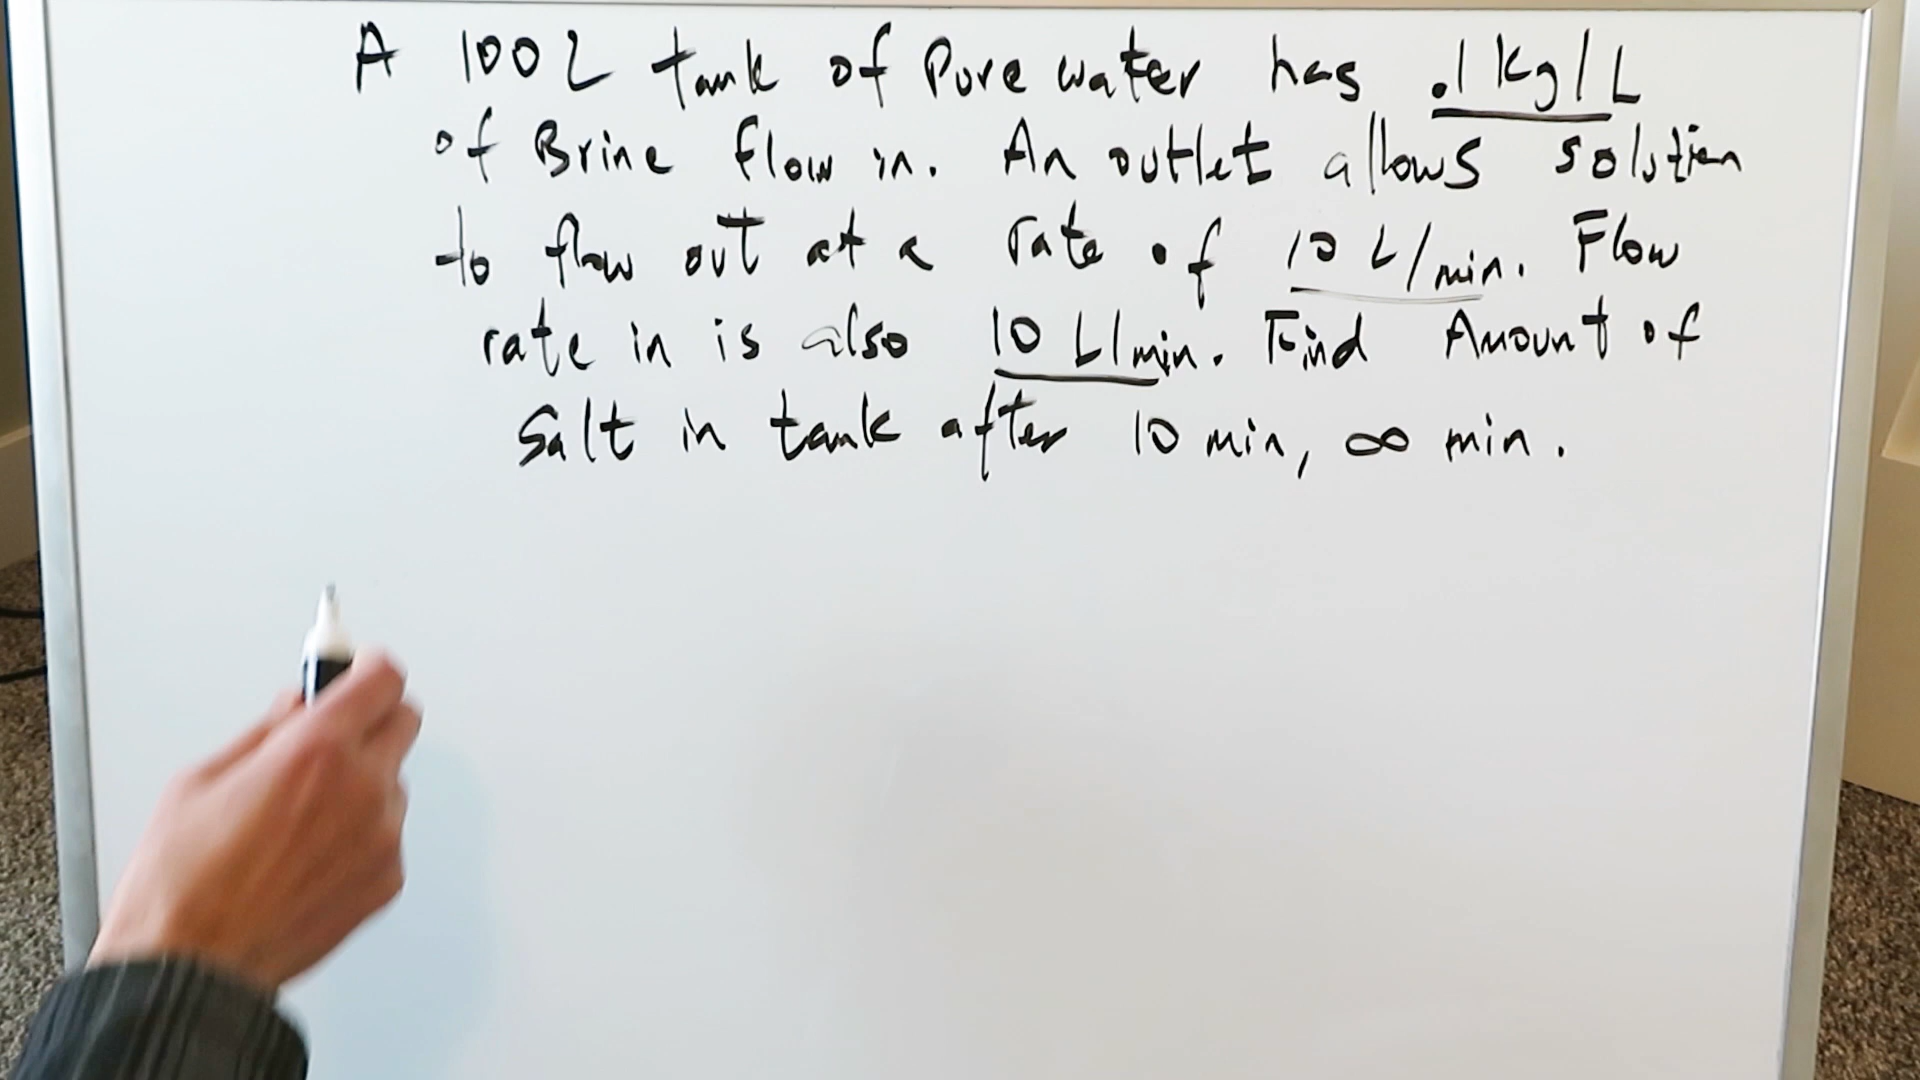 A 100 L tank of Pure water has .1 Kg/L
of Brine flow in. An outlet allows solution
to flow out at a rate of 10 L/min. Flow
rate in is also 10 L/min. Find Amount of
Salt in tank after 10 min, ∞ min.